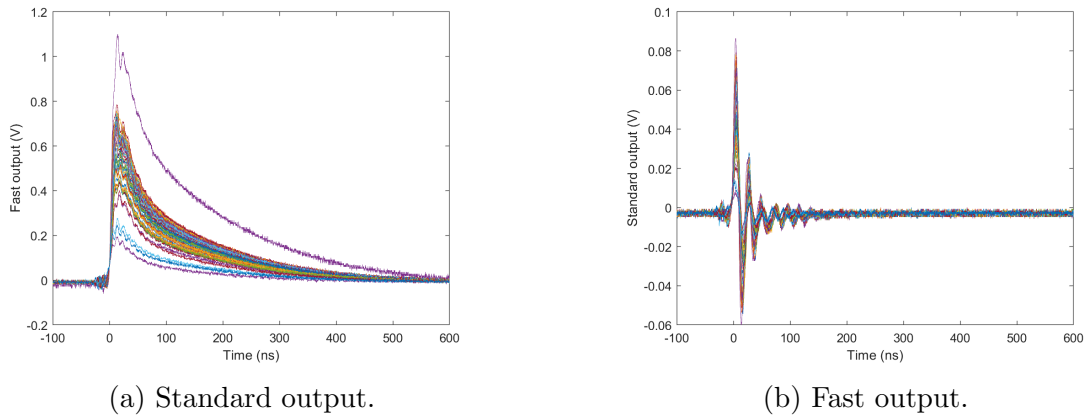 1.2
1
0.8
0.6
0.4
0.2
0
-0.2
Fast output (V)
-100 0 100 200 300 400 500 600
Time (ns)
(a) Standard output.
0.1
0.08
0.06
0.04
0.02
0
-0.02
-0.04
-0.06
Standard output (V)
-100 0 100 200 300 400 500 600
Time (ns)
(b) Fast output.